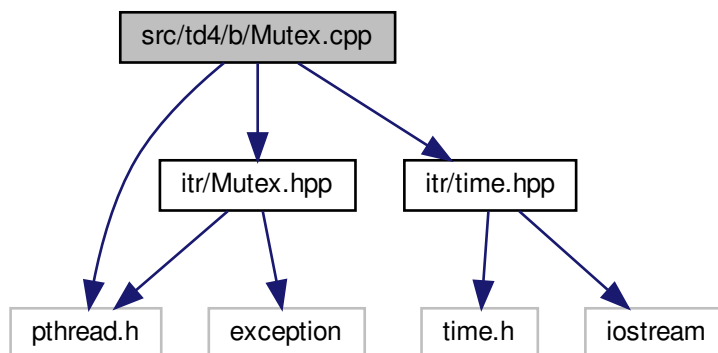 src/td4/b/Mutex.cpp
itr/Mutex.hpp
itr/time.hpp
pthread.h
exception
time.h
iostream